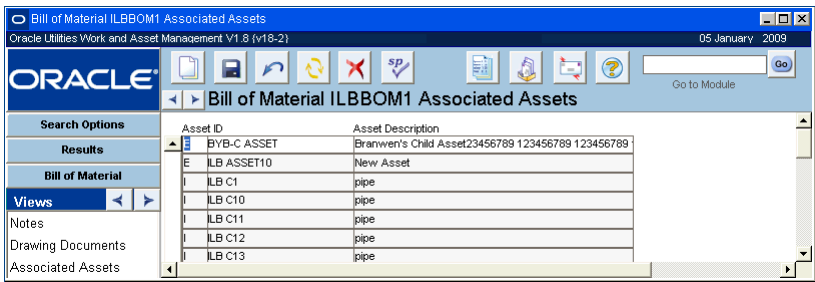 Bill of Material ILBBOM1 Associated Assets
Oracle Utilities Work and Asset Management V1.8 {v18-2}
05 January 2009
ORACLE
sp
Go
Go to Module
Bill of Material ILBBOM1 Associated Assets
Search Options
Results
Bill of Material
Views
Notes
Drawing Documents
Associated Assets
Asset ID Asset Description
E BYB-C ASSET Branwen's Child Asset23456789 123456789 123456789
E ILB ASSET10 New Asset
I ILB C1 pipe
I ILB C10 pipe
I ILB C11 pipe
I ILB C12 pipe
I ILB C13 pipe